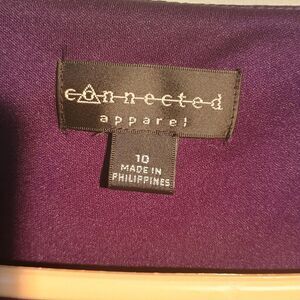 connected
apparel
10
MADE IN
PHILIPPINES